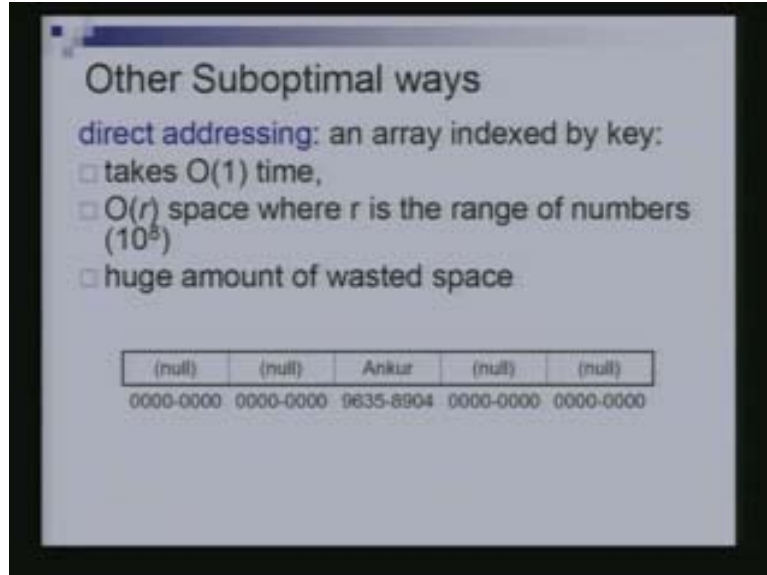 Other Suboptimal ways
direct addressing: an array indexed by key:
takes O(1) time,
O(r) space where r is the range of numbers
(10⁸)
huge amount of wasted space
(null) (null) Ankur (null) (null)
0000-0000 0000-0000 9635-8904 0000-0000 0000-0000